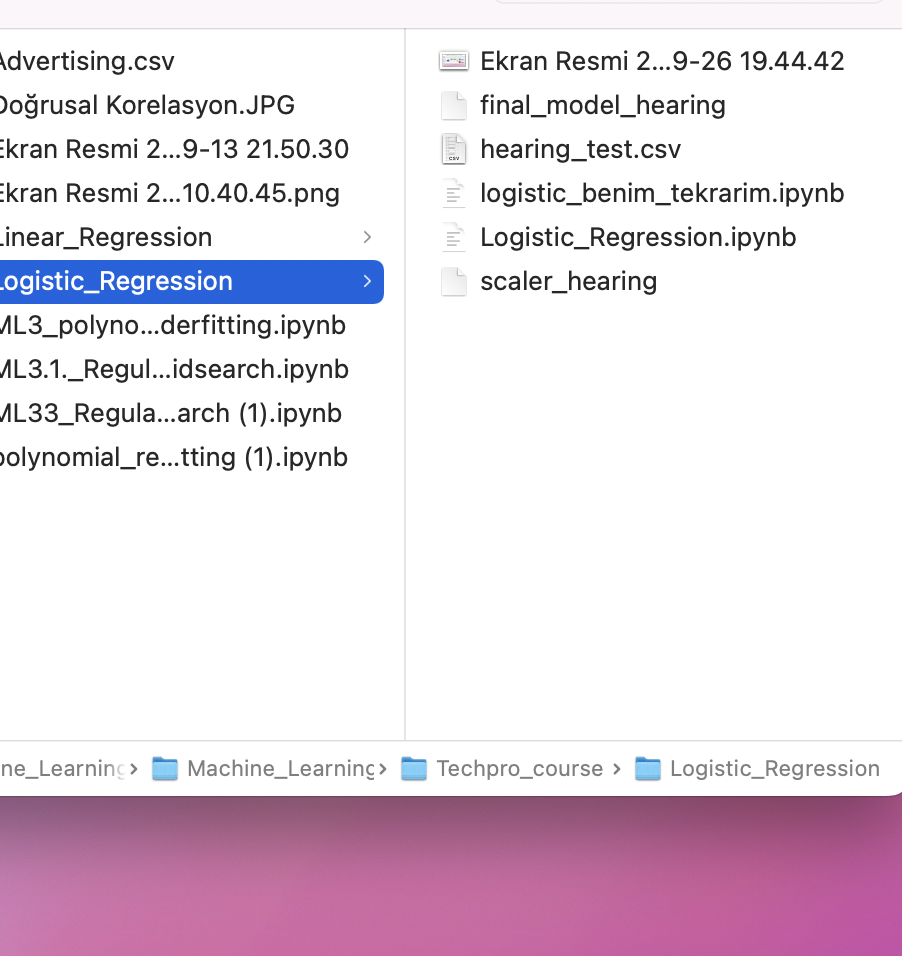 Advertising.csv
Doğrusal Korelasyon.JPG
Ekran Resmi 2...9-13 21.50.30
Ekran Resmi 2...10.40.45.png
Linear_Regression
Logistic_Regression
ML3_polyno...derfitting.ipynb
ML3.1._Regul...idsearch.ipynb
ML33_Regula...arch (1).ipynb
polynomial_re...tting (1).ipynb
Ekran Resmi 2...9-26 19.44.42
final_model_hearing
hearing_test.csv
CSV
logistic_benim_tekrarim.ipynb
Logistic_Regression.ipynb
scaler_hearing
ne_Learning › Machine_Learning › Techpro_course › Logistic_Regression